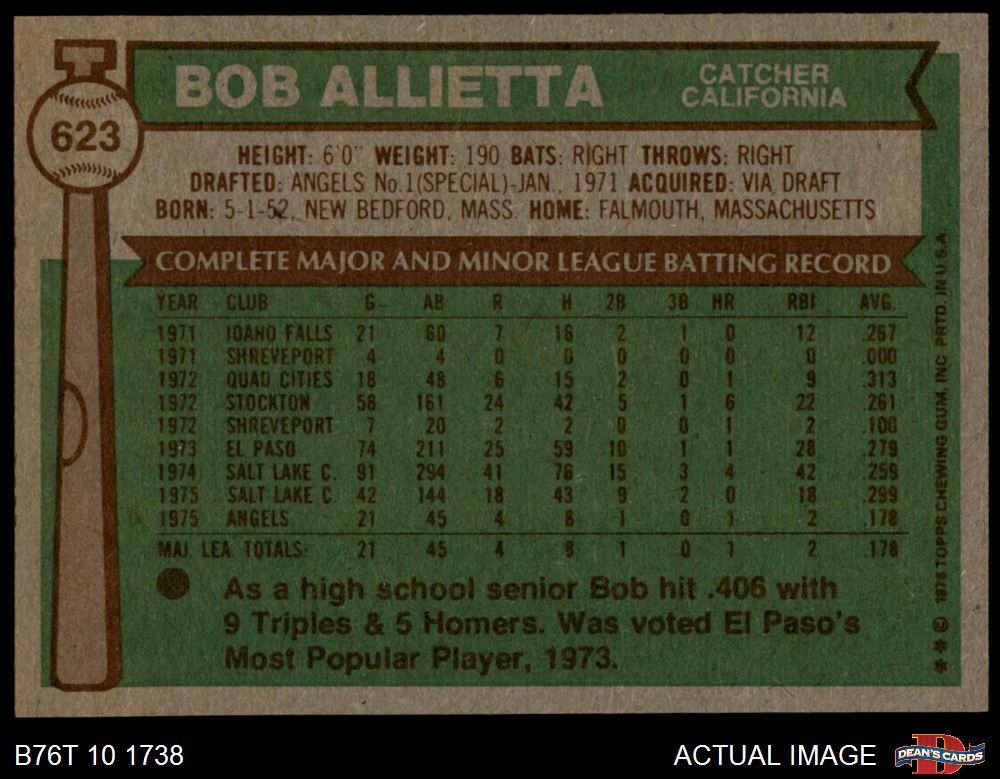 623
BOB ALLIETTA
CATCHER
CALIFORNIA
HEIGHT: 6'0" WEIGHT: 190 BATS: RIGHT THROWS: RIGHT
DRAFTED: ANGELS No.1(SPECIAL)-JAN., 1971 ACQUIRED: VIA DRAFT
BORN: 5-1-52, NEW BEDFORD, MASS. HOME: FALMOUTH, MASSACHUSETTS
COMPLETE MAJOR AND MINOR LEAGUE BATTING RECORD
YEAR CLUB G AB R H 2B 3B HR RBI AVG.
1971 IDAHO FALLS 21 60 7 16 2 1 0 12 .267
1971 SHREVEPORT 4 4 0 0 0 0 0 0 .000
1972 QUAD CITIES 18 48 6 15 2 0 1 9 .313
1972 STOCKTON 58 161 24 42 5 1 6 22 .261
1972 SHREVEPORT 7 20 2 2 0 0 1 2 .100
1973 EL PASO 74 211 25 59 10 1 1 28 .279
1974 SALT LAKE C. 91 294 41 76 15 3 4 42 .259
1975 SALT LAKE C. 42 144 18 43 9 2 0 18 .299
1975 ANGELS 21 45 4 8 1 0 1 2 .178
MAJ. LEA. TOTALS: 21 45 4 8 1 0 1 2 .178
As a high school senior Bob hit .406 with
9 Triples & 5 Homers. Was voted El Paso's
Most Popular Player, 1973.
* * © 1976 TOPPS CHEWING GUM, INC. PRTD. IN U.S.A.
B76T 10 1738
ACTUAL IMAGE
DEAN'S CARDS